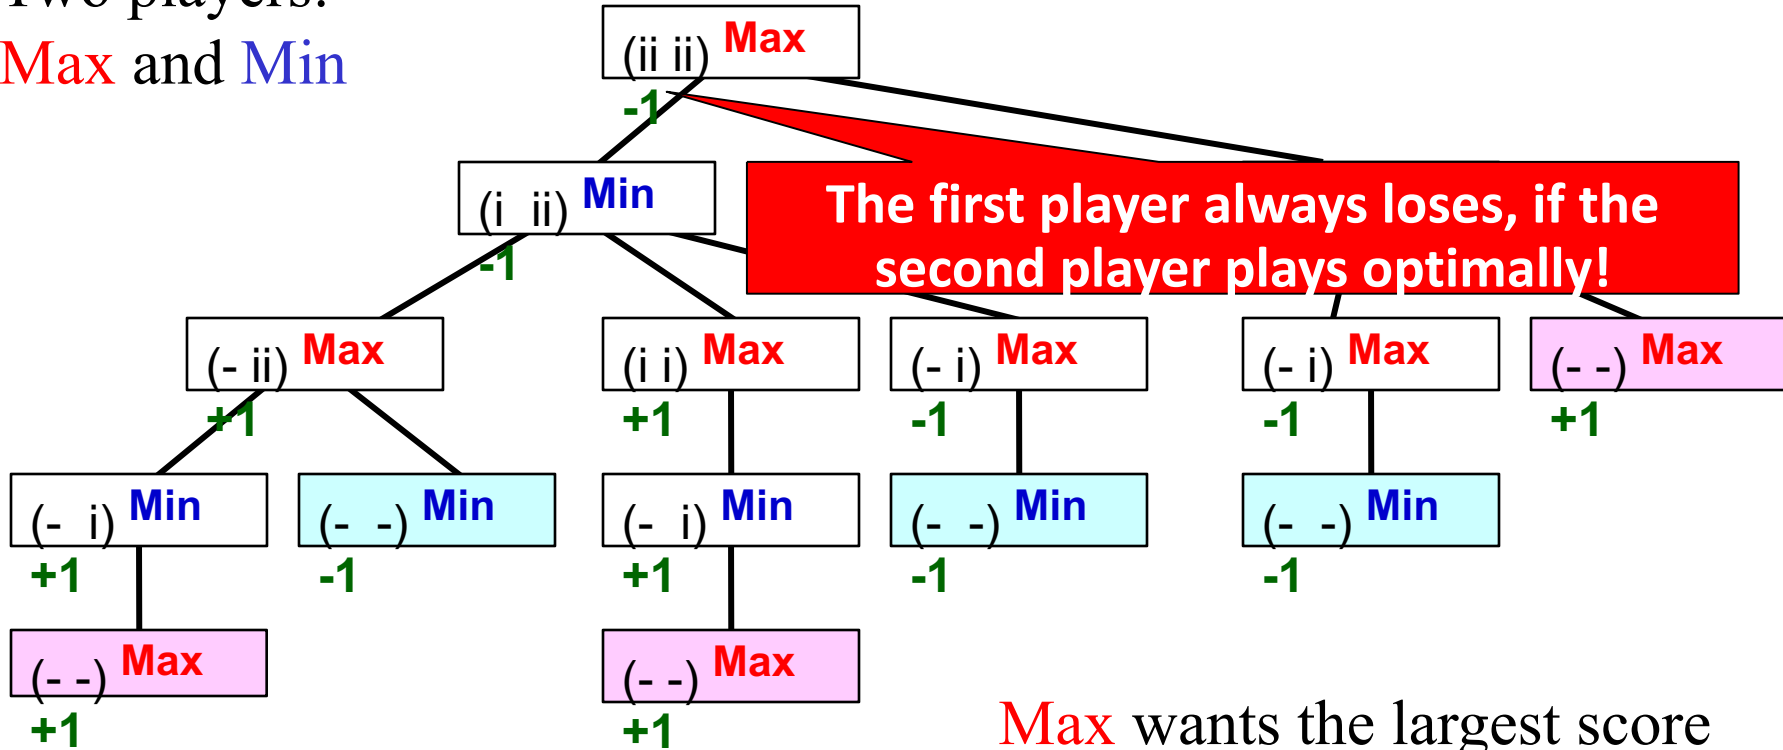 Two players:
Max and Min
(ii ii) Max
-1
(i ii) Min
-1
The first player always loses, if the
second player plays optimally!
(- ii) Max
+1
(i i) Max
+1
(- i) Max
-1
(- i) Max
-1
(- -) Max
+1
(- i) Min
+1
(- -) Min
-1
(- i) Min
+1
(- -) Min
-1
(- -) Min
-1
(- -) Max
+1
(- -) Max
+1
Max wants the largest score